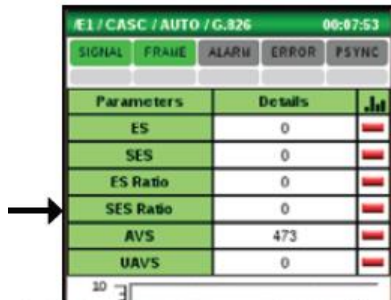 Æ1 / CASC / AUTO / G.826 00:07:53
SIGNAL FRAME ALARM ERROR PSYNC
Parameters Details
ES 0
SES 0
ES Ratio 0
SES Ratio 0
AVS 473
UAVS 0
10